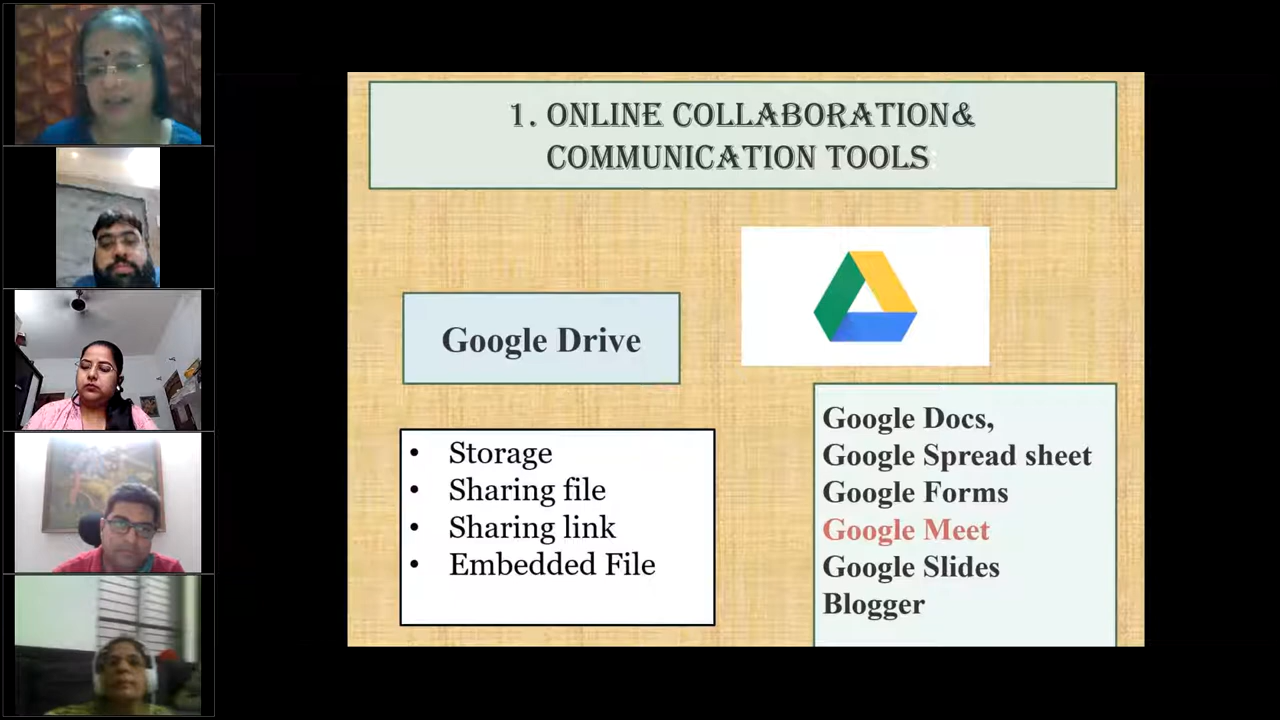 1. ONLINE COLLABORATION&
COMMUNICATION TOOLS
Google Drive
• Storage
• Sharing file
• Sharing link
• Embedded File
Google Docs,
Google Spread sheet
Google Forms
Google Meet
Google Slides
Blogger